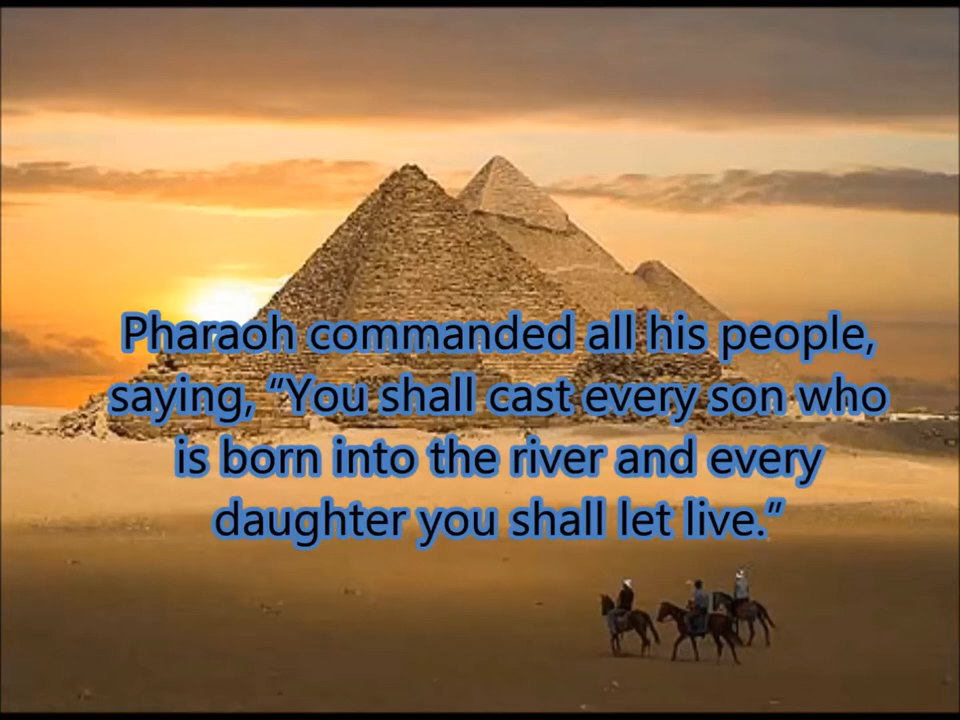 Pharaoh commanded all his people,
saying, “You shall cast every son who
is born into the river and every
daughter you shall let live.”